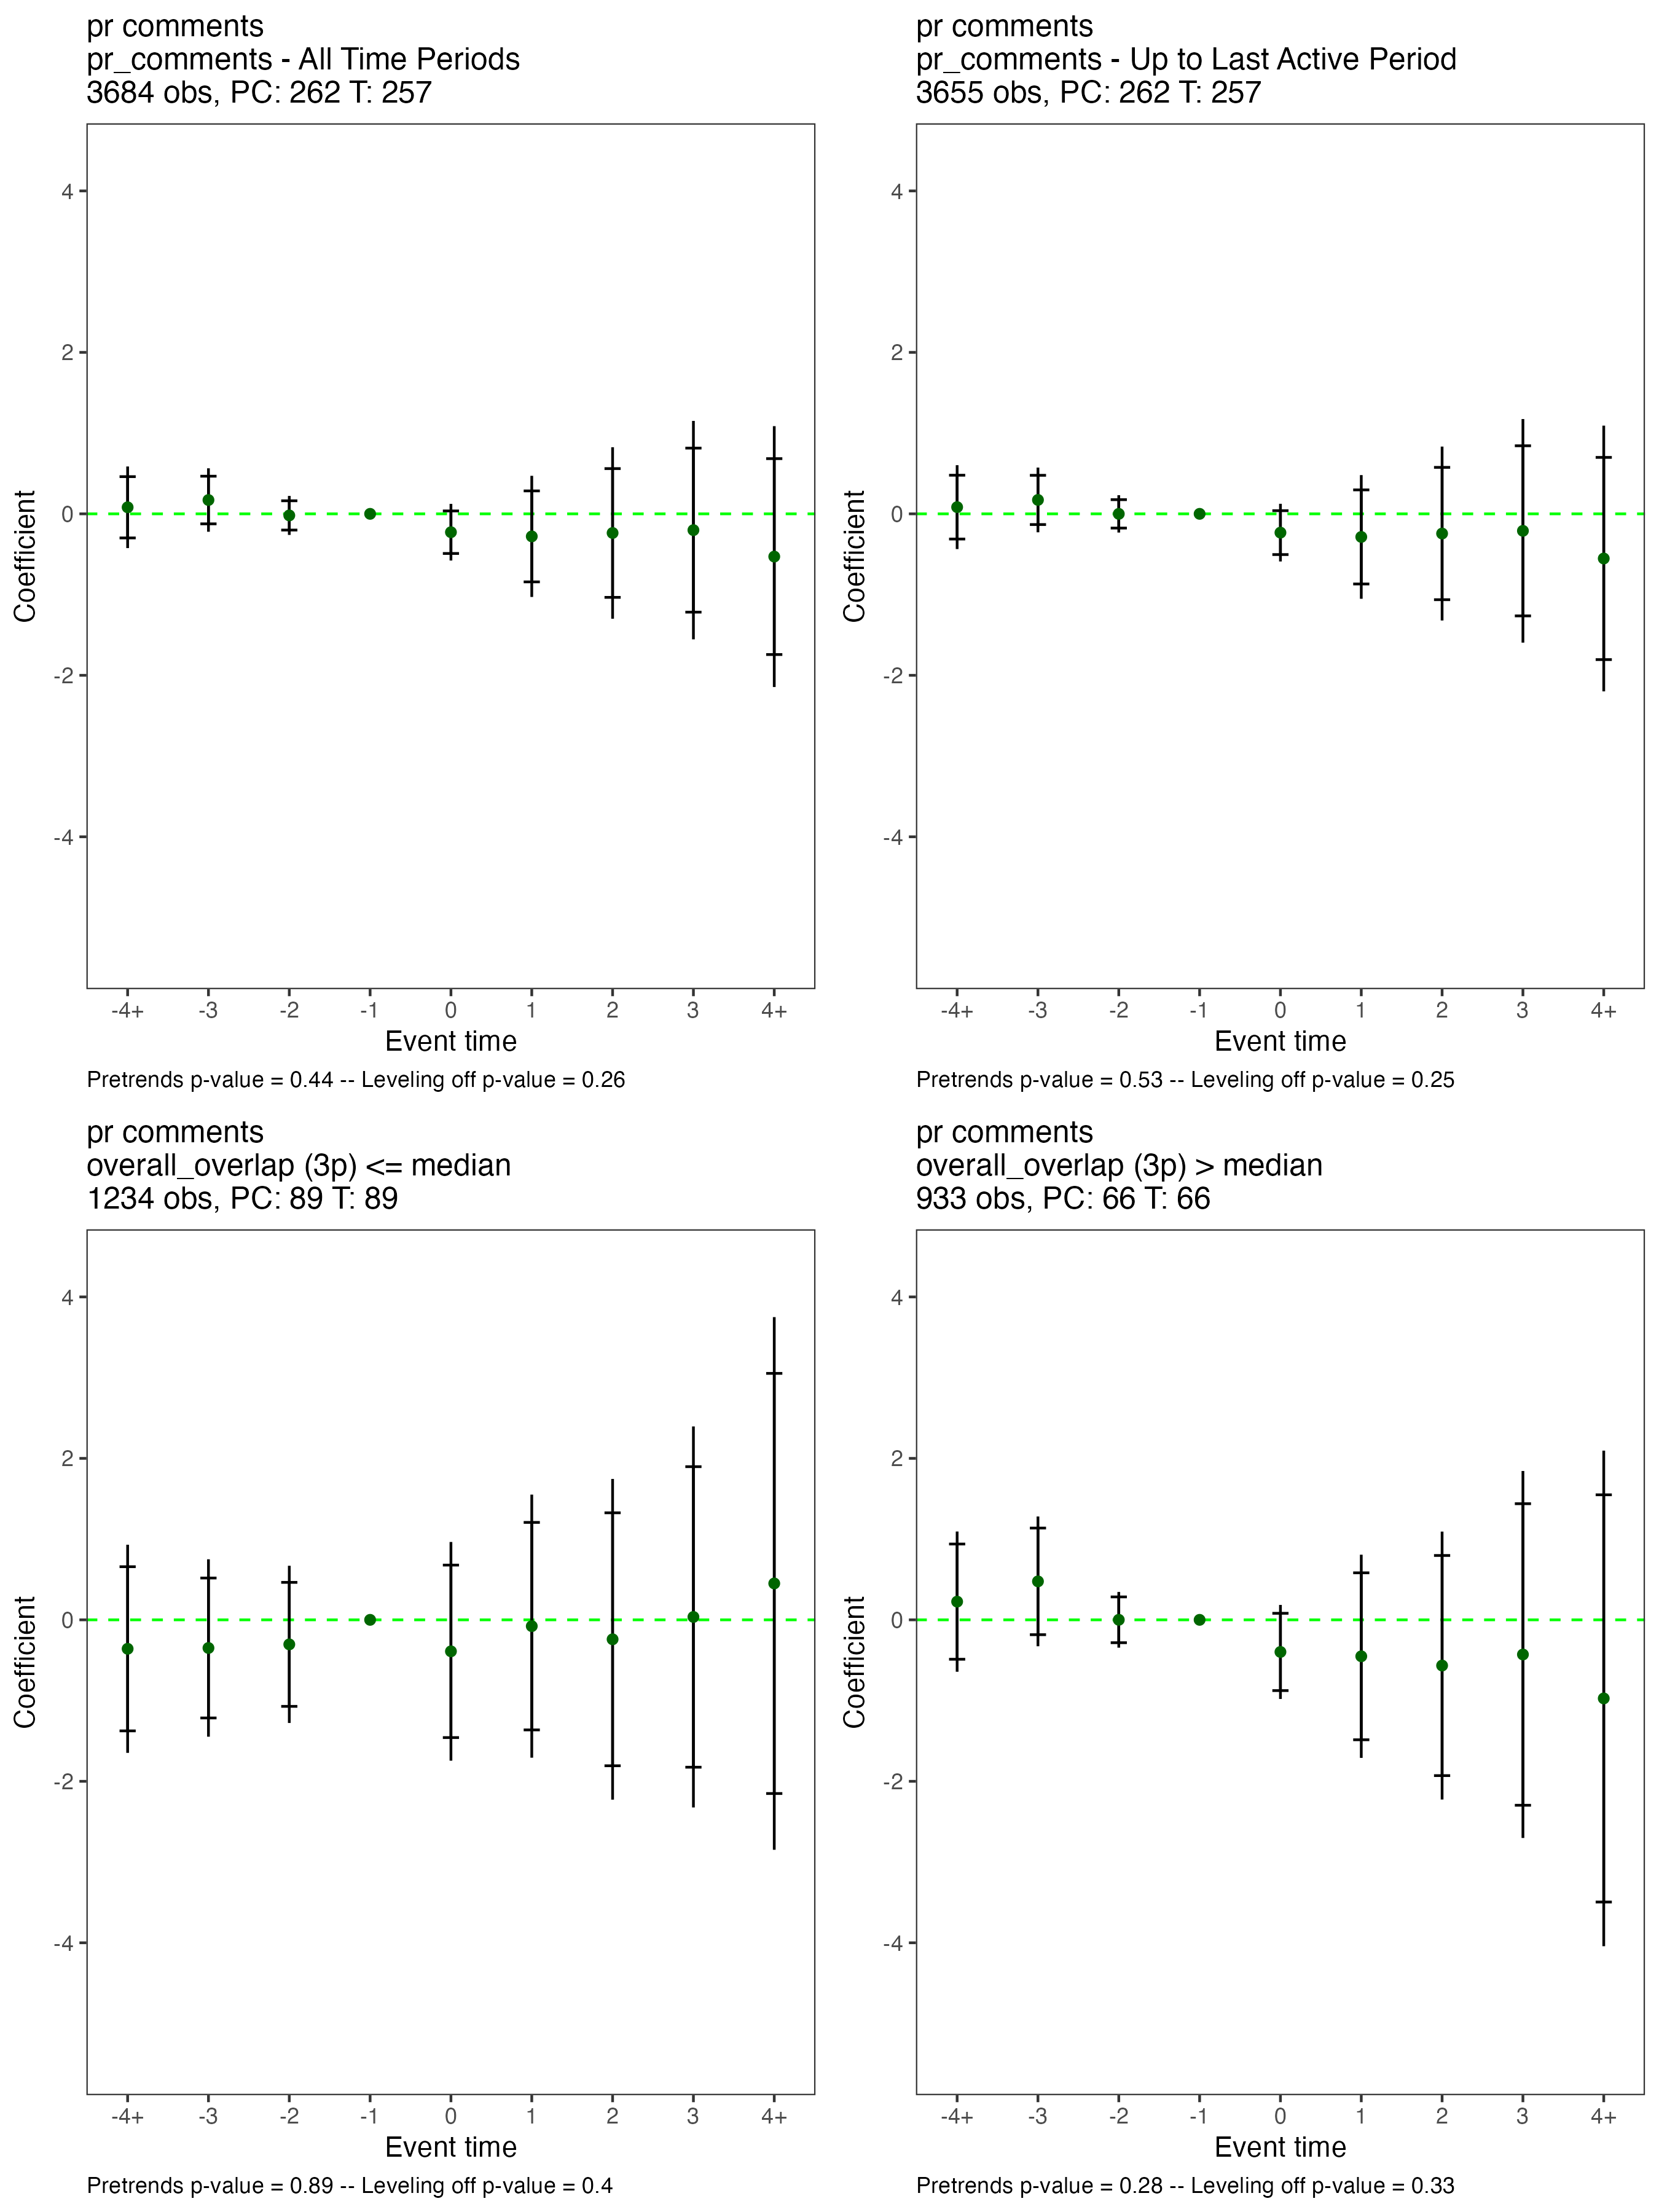 pr comments
pr_comments - All Time Periods
3684 obs, PC: 262 T: 257
4
2
0
-2
-4
Coefficient
-4+ -3 -2 -1 0 1 2 3 4+
Event time
Pretrends p-value = 0.44 -- Leveling off p-value = 0.26
pr comments
pr_comments - Up to Last Active Period
3655 obs, PC: 262 T: 257
4
2
0
-2
-4
Coefficient
-4+ -3 -2 -1 0 1 2 3 4+
Event time
Pretrends p-value = 0.53 -- Leveling off p-value = 0.25
pr comments
overall_overlap (3p) <= median
1234 obs, PC: 89 T: 89
4
2
0
-2
-4
Coefficient
-4+ -3 -2 -1 0 1 2 3 4+
Event time
Pretrends p-value = 0.89 -- Leveling off p-value = 0.4
pr comments
overall_overlap (3p) > median
933 obs, PC: 66 T: 66
4
2
0
-2
-4
Coefficient
-4+ -3 -2 -1 0 1 2 3 4+
Event time
Pretrends p-value = 0.28 -- Leveling off p-value = 0.33